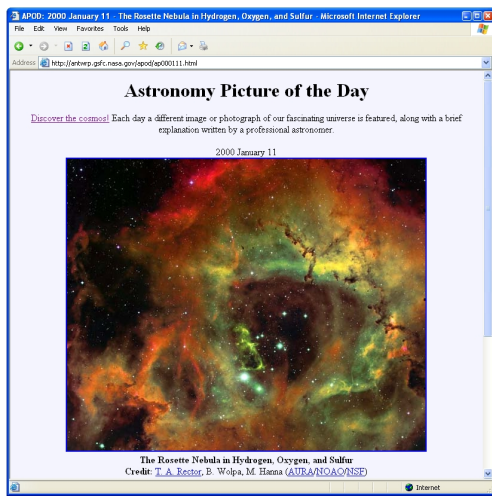 APOD: 2000 January 11 - The Rosette Nebula in Hydrogen, Oxygen, and Sulfur - Microsoft Internet Explorer
File Edit View Favorites Tools Help
Address http://antwrp.gsfc.nasa.gov/apod/ap000111.html
Astronomy Picture of the Day
Discover the cosmos! Each day a different image or photograph of our fascinating universe is featured, along with a brief
explanation written by a professional astronomer.
2000 January 11
The Rosette Nebula in Hydrogen, Oxygen, and Sulfur
Credit: T. A. Rector, B. Wolpa, M. Hanna (AURA/NOAO/NSF)
Internet